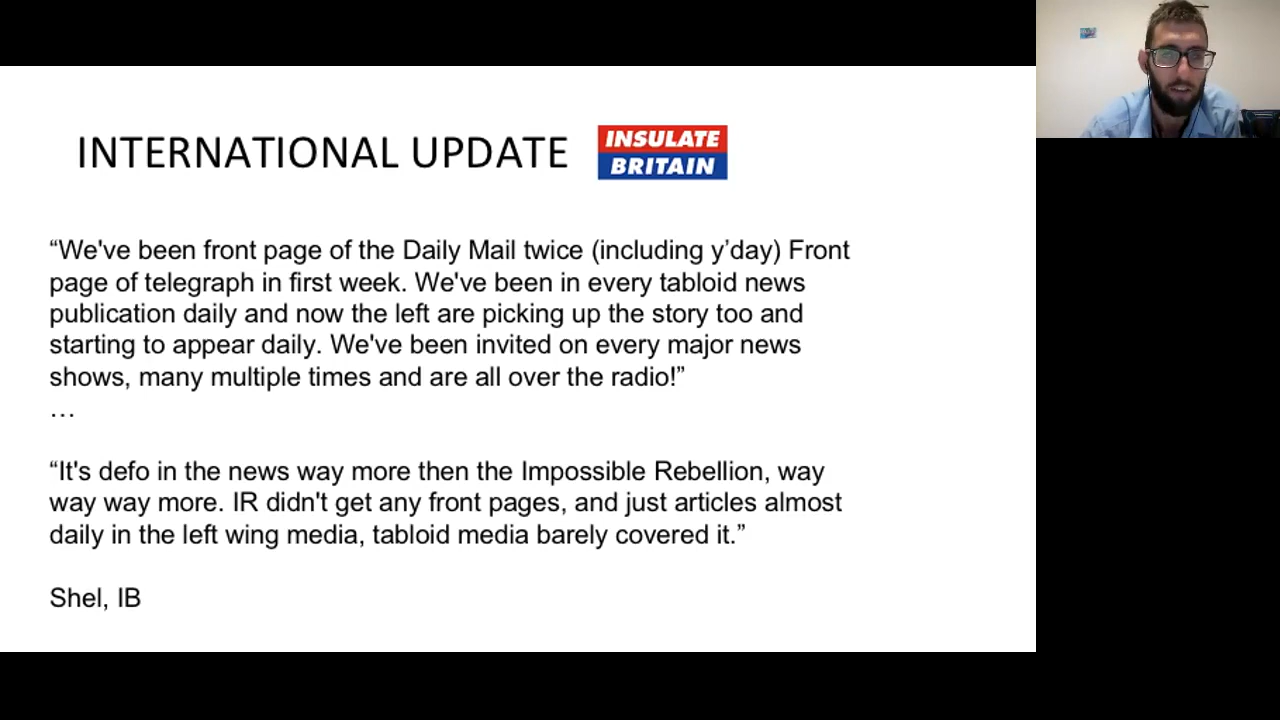 INTERNATIONAL UPDATE
INSULATE
BRITAIN
“We've been front page of the Daily Mail twice (including y’day) Front
page of telegraph in first week. We've been in every tabloid news
publication daily and now the left are picking up the story too and
starting to appear daily. We've been invited on every major news
shows, many multiple times and are all over the radio!”
…
“It's defo in the news way more then the Impossible Rebellion, way
way way more. IR didn't get any front pages, and just articles almost
daily in the left wing media, tabloid media barely covered it.”
Shel, IB